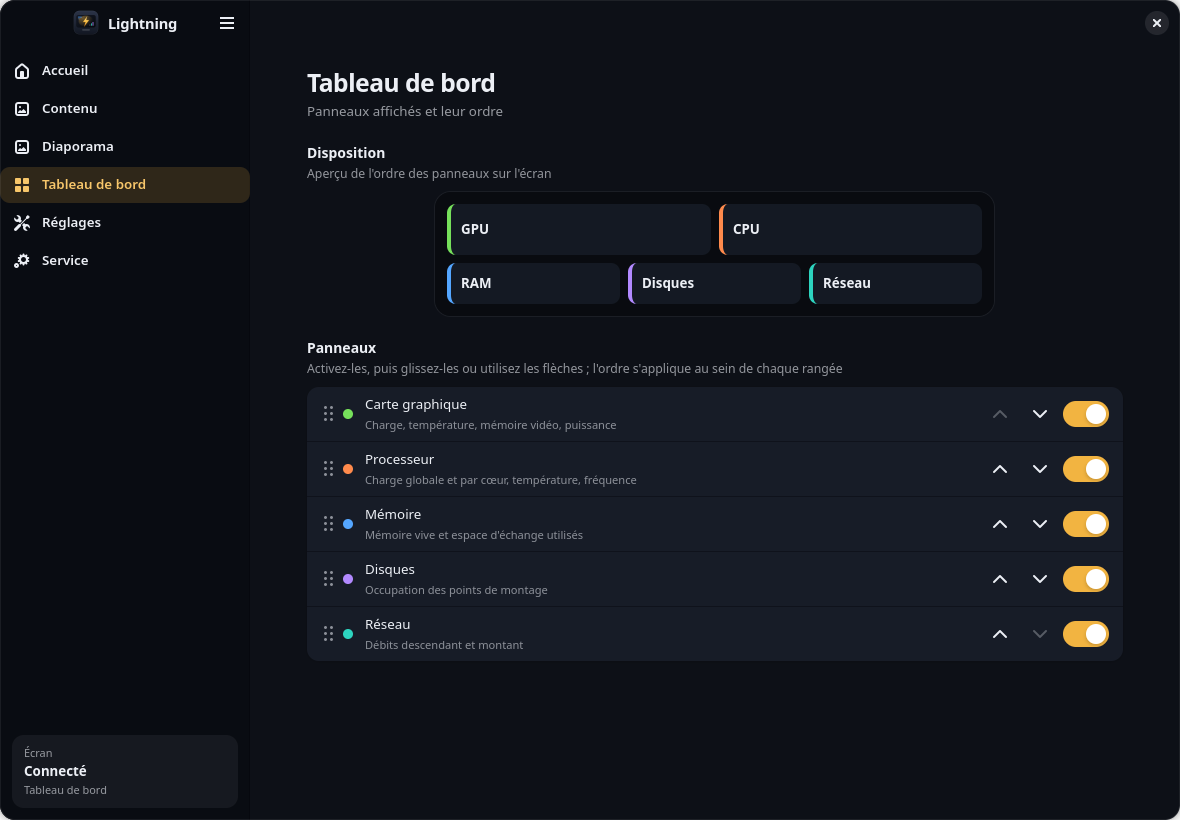 Lightning
Accueil
Contenu
Diaporama
Tableau de bord
Réglages
Service
Écran
Connecté
Tableau de bord
Tableau de bord
Panneaux affichés et leur ordre
Disposition
Aperçu de l'ordre des panneaux sur l'écran
GPU
CPU
RAM
Disques
Réseau
Panneaux
Activez-les, puis glissez-les ou utilisez les flèches ; l'ordre s'applique au sein de chaque rangée
Carte graphique
Charge, température, mémoire vidéo, puissance
Processeur
Charge globale et par cœur, température, fréquence
Mémoire
Mémoire vive et espace d'échange utilisés
Disques
Occupation des points de montage
Réseau
Débits descendant et montant